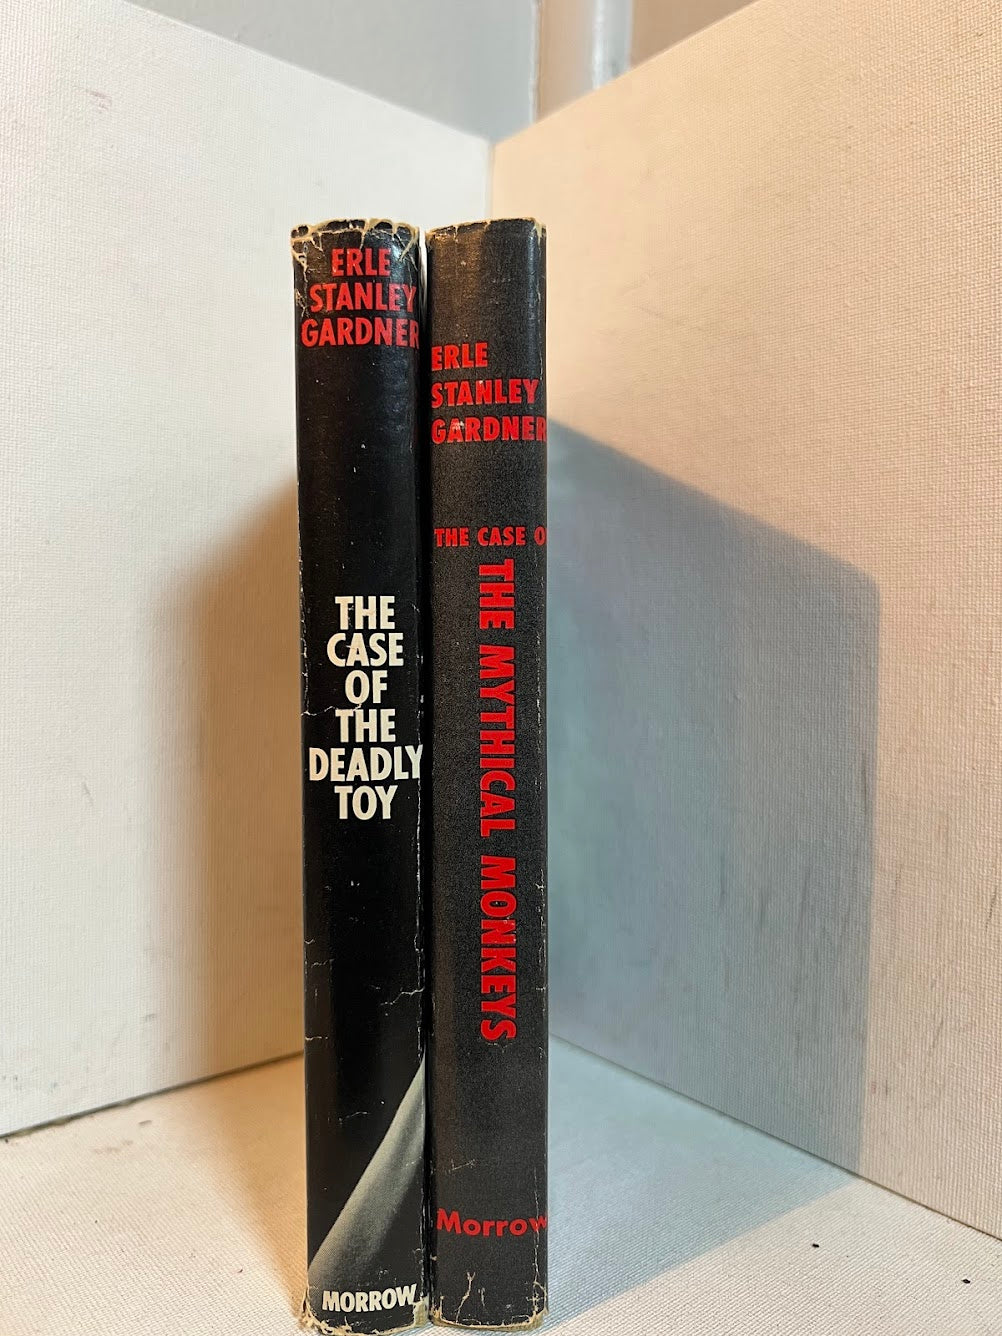 ERLE
STANLEY
GARDNER
THE
CASE
OF
THE
DEADLY
TOY
MORROW
ERLE
STANLEY
GARDNER
THE CASE O
THE MYTHICAL MONKEYS
Morrow